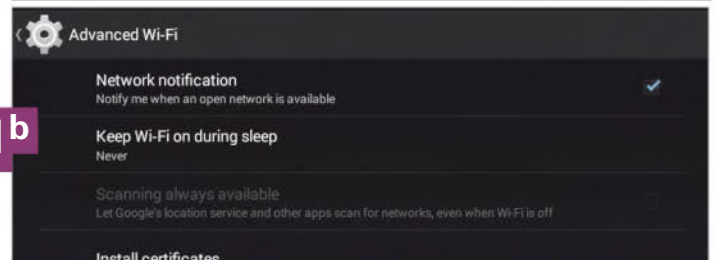 Advanced Wi-Fi
Network notification
Notify me when an open network is available
b
Keep Wi-Fi on during sleep
Never
Scanning always available
Let Google's location service and other apps scan for networks, even when Wi-Fi is off
Install certificates